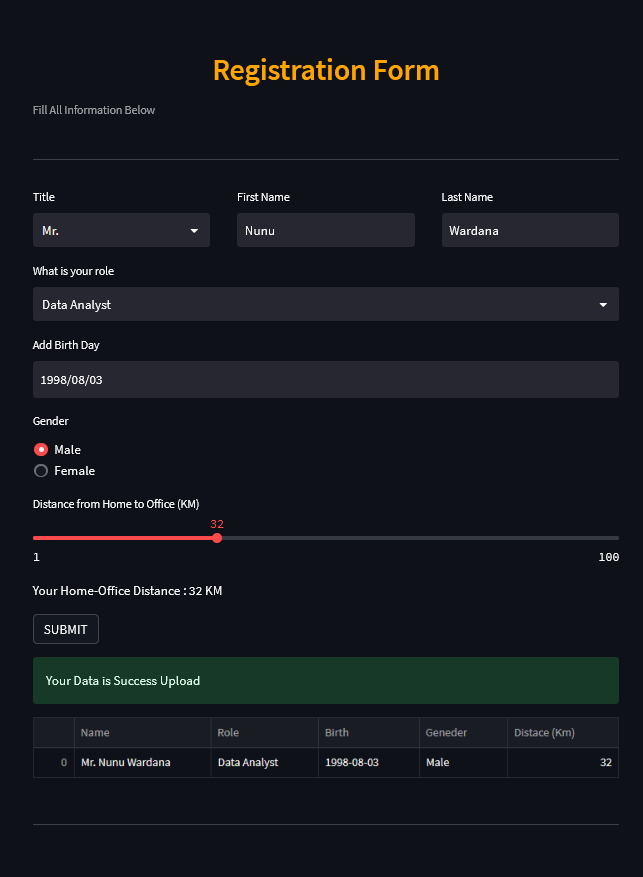 Registration Form
Fill All Information Below
Title First Name Last Name
Mr. Nunu Wardana
What is your role
Data Analyst
Add Birth Day
1998/08/03
Gender
Male
Female
Distance from Home to Office (KM)
32
1 100
Your Home-Office Distance : 32 KM
SUBMIT
Your Data is Success Upload
Name Role Birth Geneder Distace (Km)
0 Mr. Nunu Wardana Data Analyst 1998-08-03 Male 32